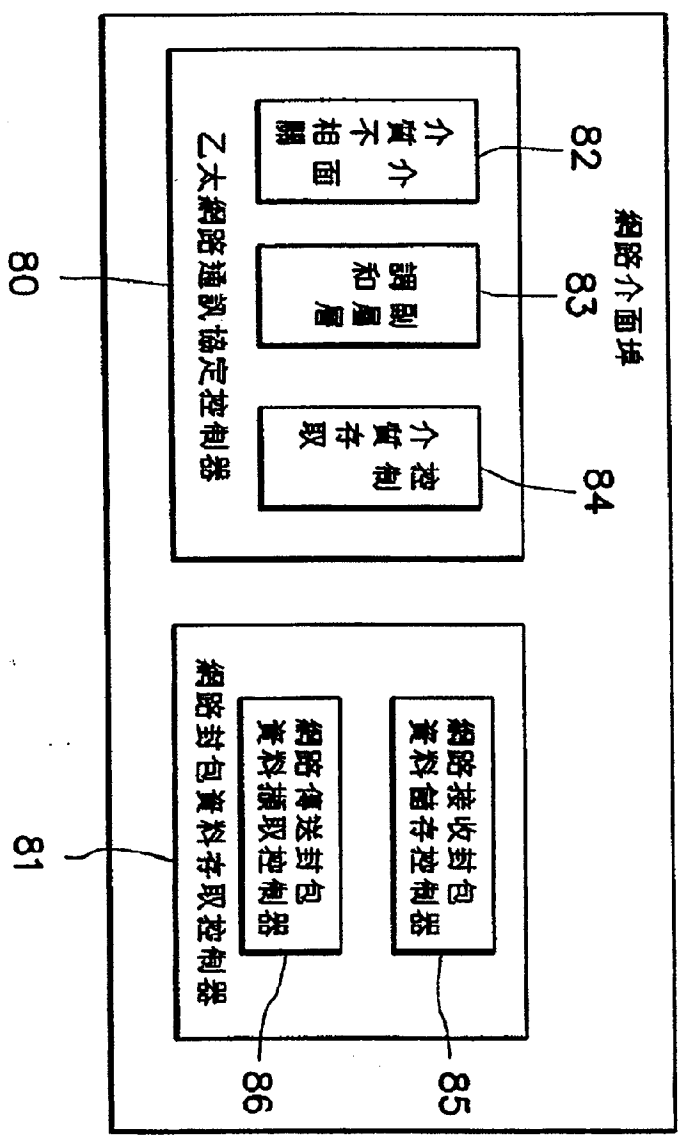 網路介面埠
82
83
84
85
介質不相關
介面
調和
副層層
介質存取
控制
網路接收封包
資料儲存控制器
網路傳送封包
資料擷取控制器
86
乙太網路通訊協定控制器
網路封包資料存取控制器
80
81